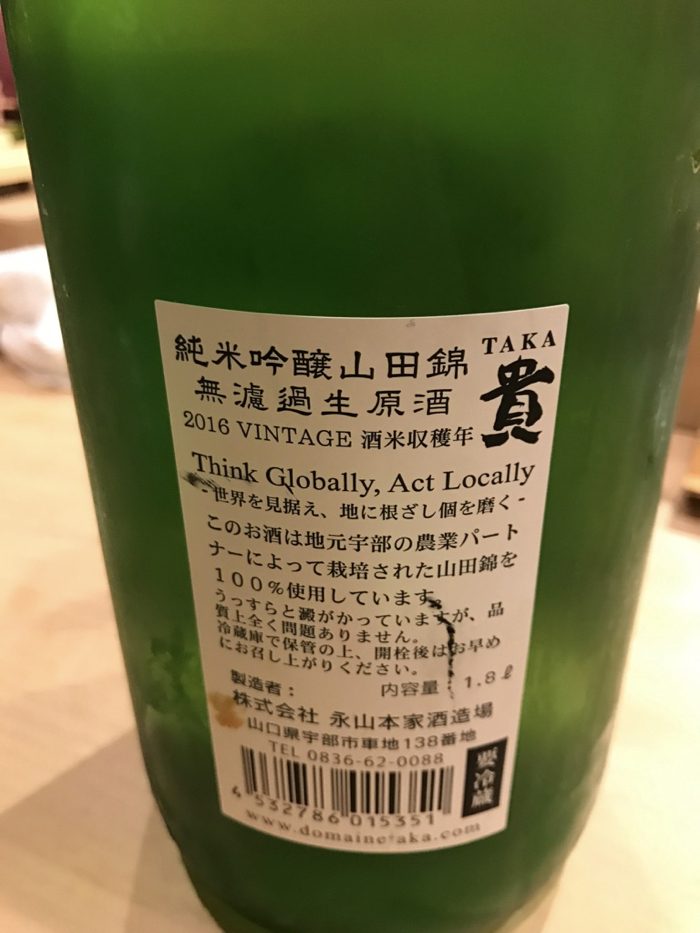 純米吟醸山田錦
無濾過生原酒
TAKA
貴
2016 VINTAGE 酒米収穫年
Think Globally, Act Locally
-世界を見据え、地に根ざし個を磨く-
このお酒は地元宇部の農業パート
ナーによって栽培された山田錦を
100%使用しています。
うっすらと澱がかっていますが、品
質上全く問題ありません。
冷蔵庫で保管の上、開栓後はお早め
にお召し上がりください。
製造者： 内容量 1.8ℓ
株式会社 永山本家酒造場
山口県宇部市車地138番地
TEL 0836-62-0088
要冷蔵
4 532786 015351
www.domainetaka.com